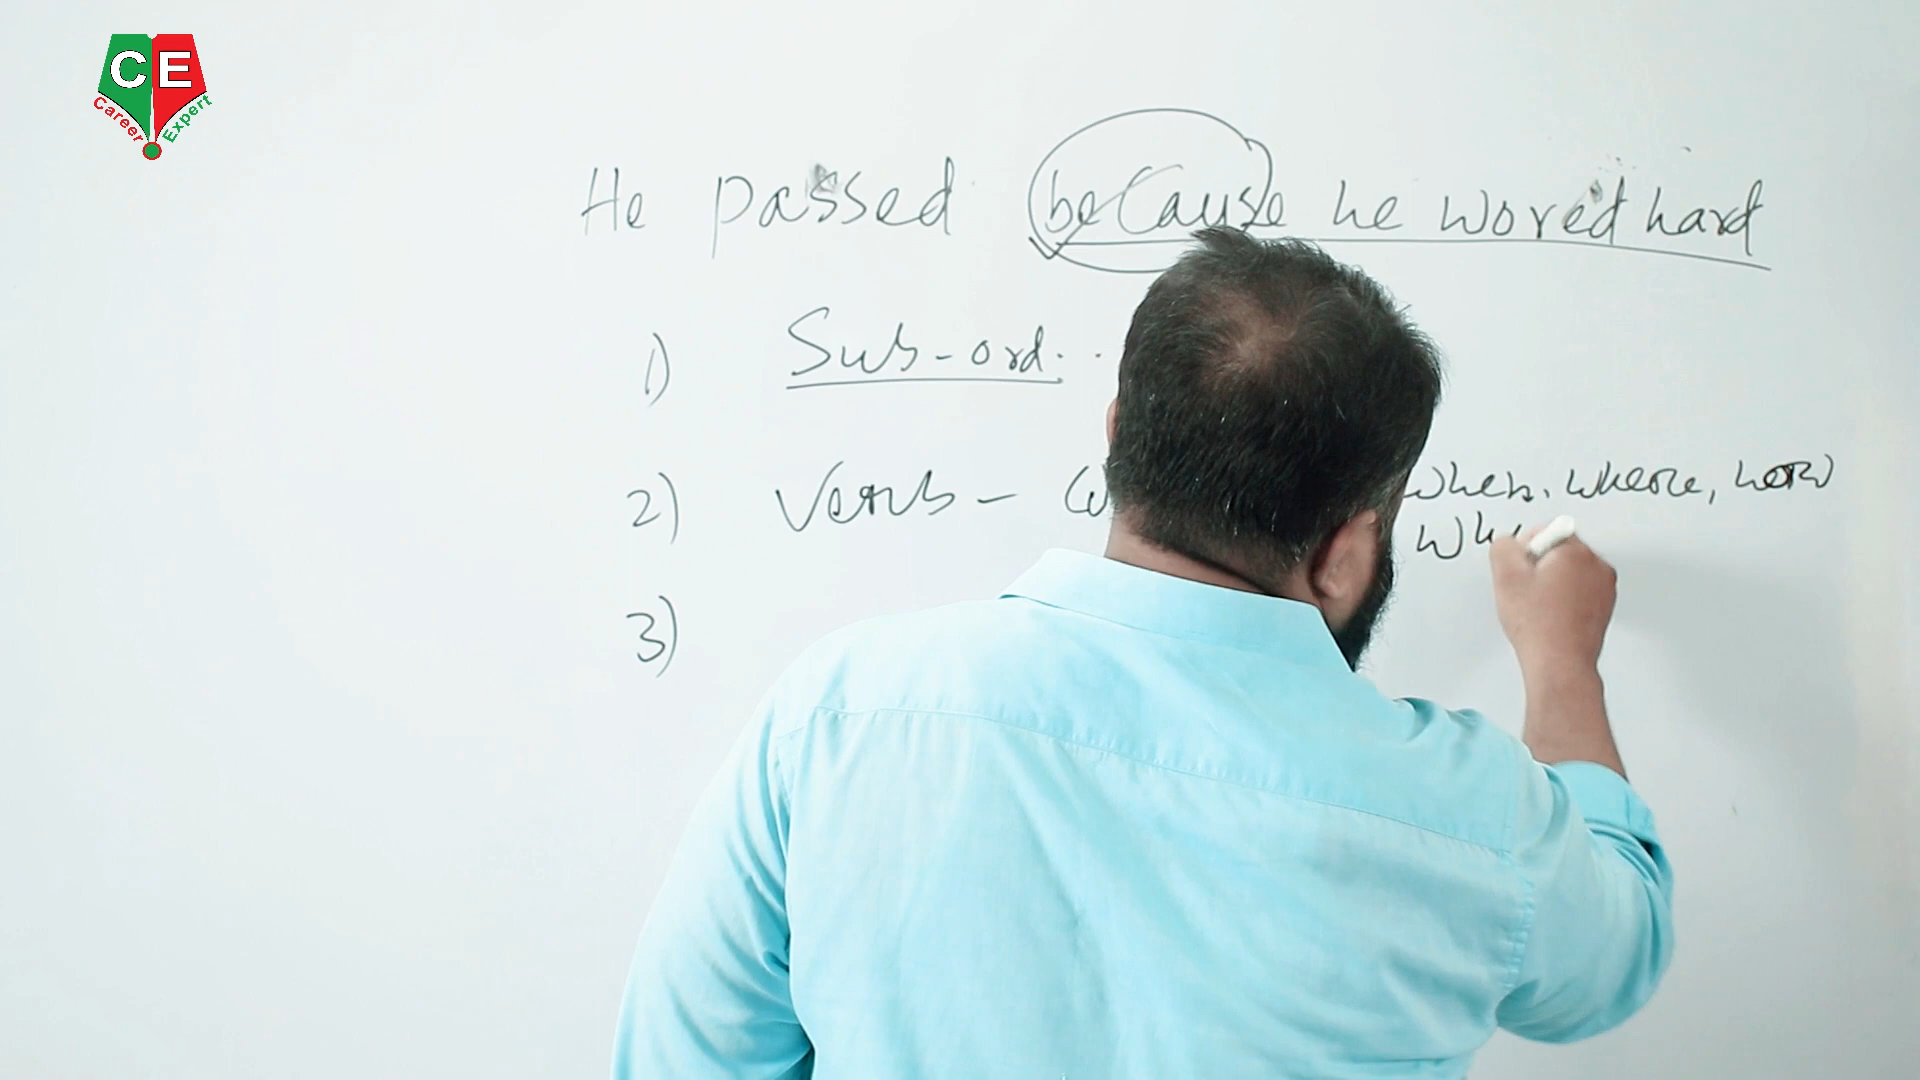 CE
Career Expert
He passed because he wored hard
1) Sub-ord.
2) Verb -
when, where, how
3)